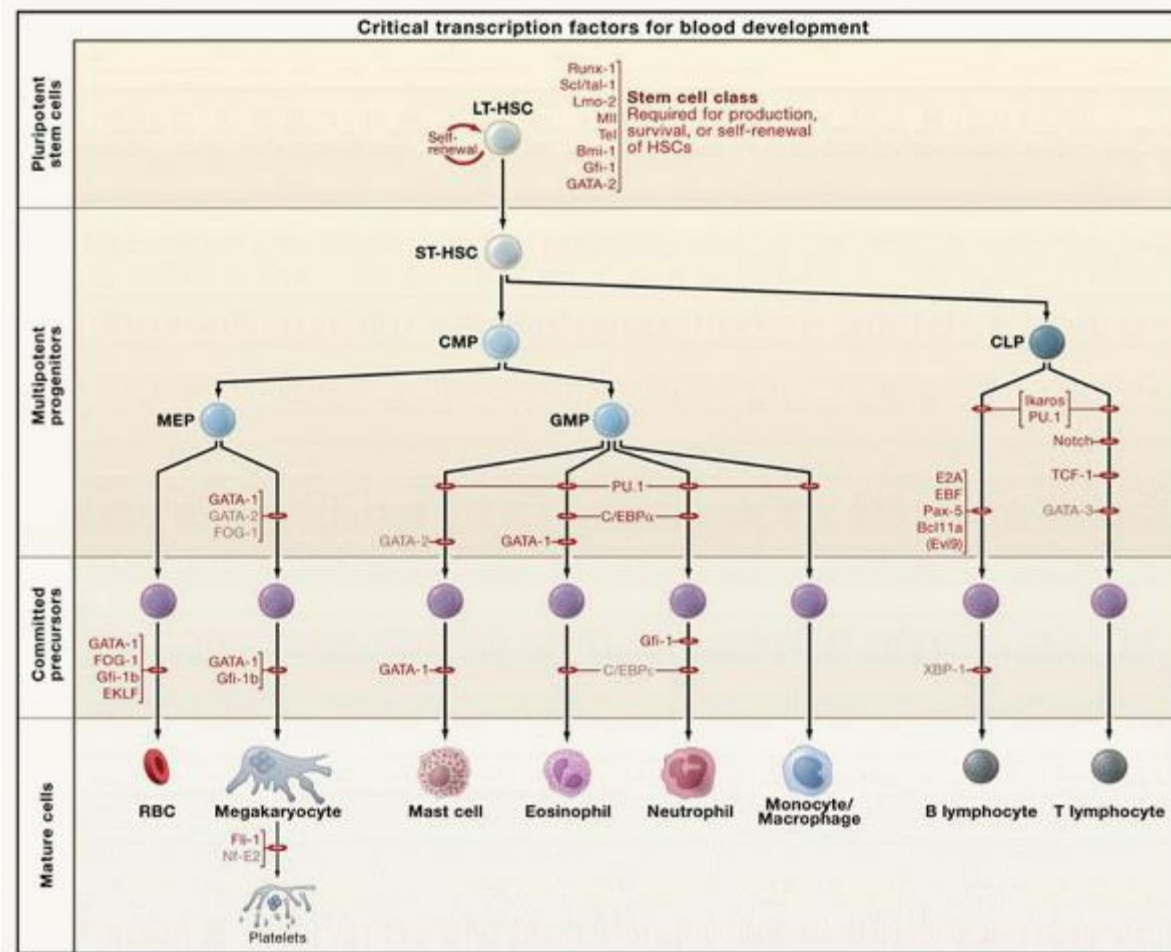 Critical transcription factors for blood development
Pluripotent
stem cells
LT-HSC
Self-
renewal
Runx-1
Scl/tal-1
Lmo-2
Mll
Tel
Bmi-1
Gfi-1
GATA-2
Stem cell class
Required for production,
survival, or self-renewal
of HSCs
Multipotent
progenitors
ST-HSC
CMP
CLP
MEP
GMP
Ikaros
PU.1
Notch
TCF-1
GATA-3
E2A
EBF
Pax-5
Bcl11a
(Evi9)
GATA-1
GATA-2
FOG-1
PU.1
C/EBPα
GATA-2
GATA-1
Committed
precursors
GATA-1
FOG-1
Gfi-1b
EKLF
GATA-1
Gfi-1b
GATA-1
Gfi-1
C/EBPε
XBP-1
Mature cells
RBC
Megakaryocyte
Mast cell
Eosinophil
Neutrophil
Monocyte/
Macrophage
B lymphocyte
T lymphocyte
Fli-1
Nf-E2
Platelets